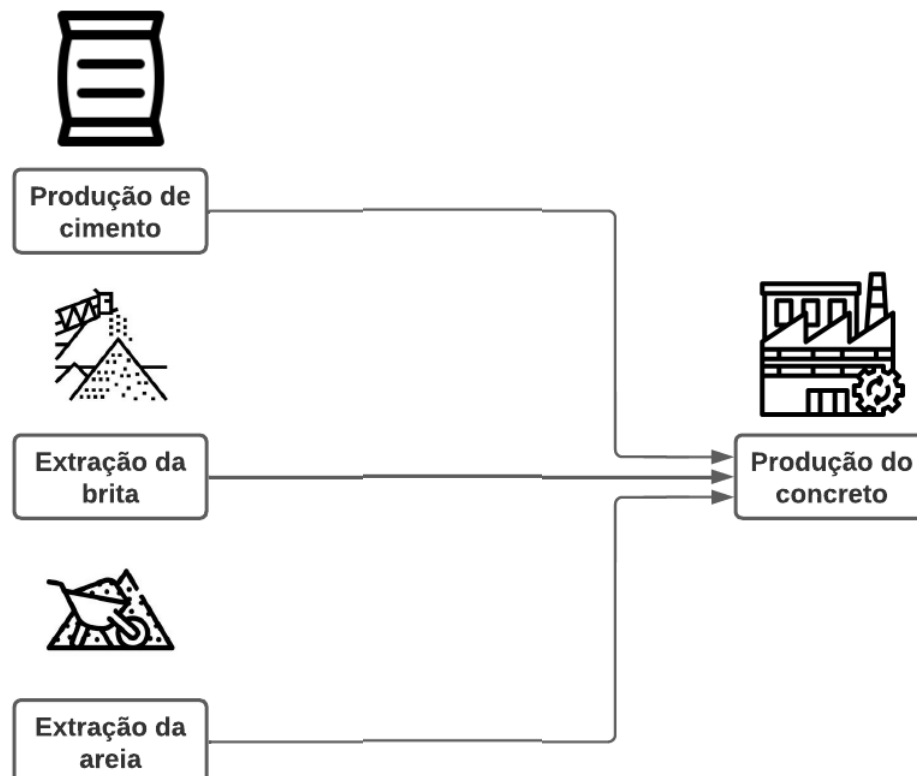 Produção de
cimento
Extração da
brita
Produção do
concreto
Extração da
areia